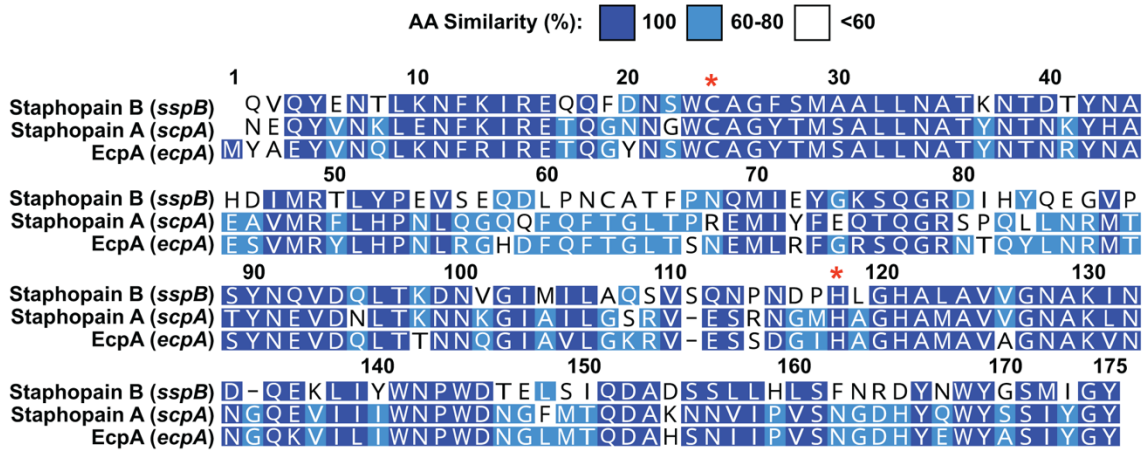 AA Similarity (%): 100 60-80 <60
1 10 20 * 30 40
Staphopain B (sspB) QVQYENTLKNFKIREQQFDNSWCAGFSMAALLNATKNTDTYNA
Staphopain A (scpA) NEQYVNKLENFKIRETQGNNGWCAGYTMSALLNATYNTNKYHA
EcpA (ecpA) MYAEYVNQLKNFRIRETQGYNSWCAGYTMSALLNATYNTNRYNA
50 60 70 80
Staphopain B (sspB) HDIMRTLYPEVSEQDLPNCATFPNQMIEYGKSQGRDIHYQEGVP
Staphopain A (scpA) EAVMRFLHPNLQGQQFQFTGLTPREMIYFEQTQGRSPQLLNRMT
EcpA (ecpA) ESVMRYLHPNLRGHDFQFTGLTSNEMLRFGRSQGRNTQYLNRMT
90 100 110 * 120 130
Staphopain B (sspB) SYNQVDQLTKDNVGIMILAQSVSQNPNDPHLGHALAVVGNAKIN
Staphopain A (scpA) TYNEVDNLTKNNKGIAILGSRV-ESRNGMHAGHAMAVVGNAKLN
EcpA (ecpA) SYNEVDQLTTNNQGIAVLGKRV-ESSDGIHAGHAMAVAGNAKVN
140 150 160 170 175
Staphopain B (sspB) D-QEKLIYWNPWDTELSIQDADSSLLHLSFNRDYNWYGSMIGY
Staphopain A (scpA) NGQEVIIIWNPWDNGFMTQDAKNNVIPVSNGDHYQWYSSIYGY
EcpA (ecpA) NGQKVILIWNPWDNGLMTQDAHSNIIPVSNGDHYEWYASIYGY